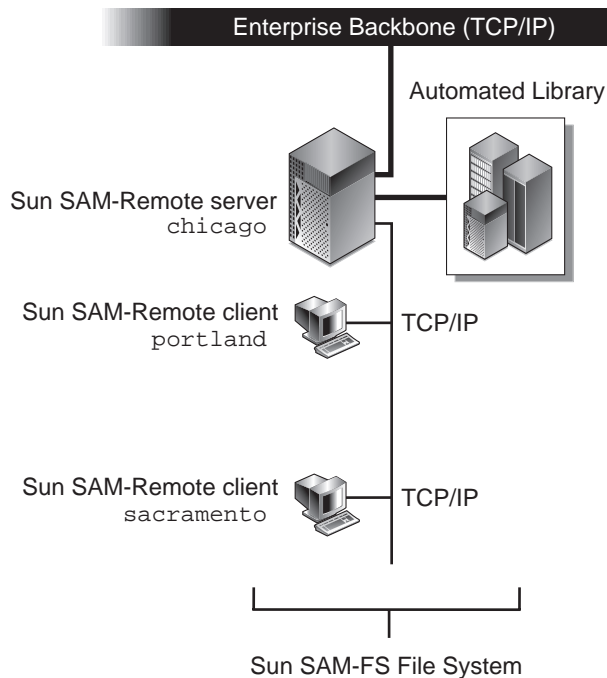 Enterprise Backbone (TCP/IP)
Automated Library
Sun SAM-Remote server
chicago
Sun SAM-Remote client
portland
TCP/IP
Sun SAM-Remote client
sacramento
TCP/IP
Sun SAM-FS File System